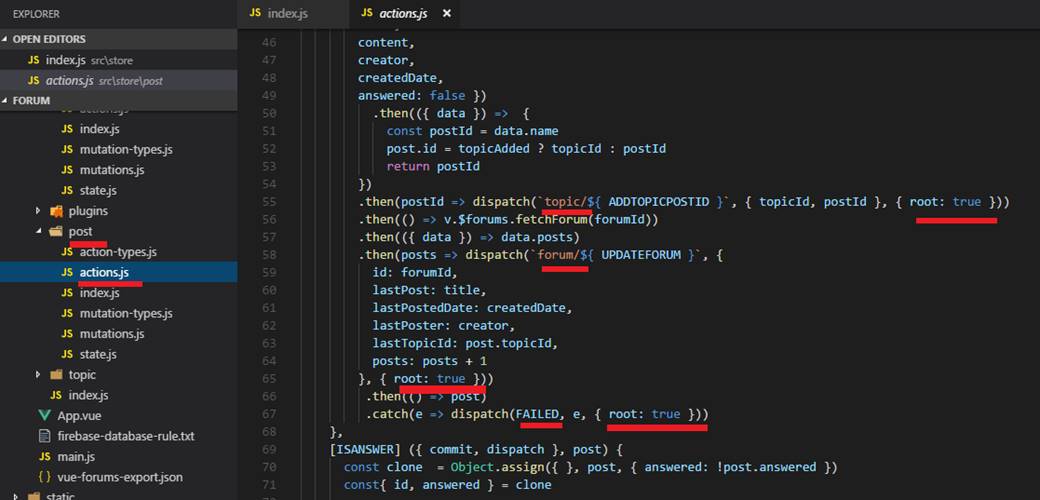 EXPLORER
OPEN EDITORS
JS index.js src\store
JS actions.js src\store\post
FORUM
JS actions.js
JS index.js
JS mutation-types.js
JS mutations.js
JS state.js
plugins
post
JS action-types.js
JS actions.js
JS index.js
JS mutation-types.js
JS mutations.js
JS state.js
topic
JS index.js
App.vue
firebase-database-rule.txt
JS main.js
{ } vue-forums-export.json
static
JS index.js
JS actions.js ×
46 content,
47 creator,
48 createdDate,
49 answered: false })
50 .then(({ data }) => {
51 const postId = data.name
52 post.id = topicAdded ? topicId : postId
53 return postId
54 })
55 .then(postId => dispatch(`topic/${ ADDTOPICPOSTID }`, { topicId, postId }, { root: true }))
56 .then(() => v.$forums.fetchForum(forumId))
57 .then(({ data }) => data.posts)
58 .then(posts => dispatch(`forum/${ UPDATEFORUM }`, {
59 id: forumId,
60 lastPost: title,
61 lastPostedDate: createdDate,
62 lastPoster: creator,
63 lastTopicId: post.topicId,
64 posts: posts + 1
65 }, { root: true }))
66 .then(() => post)
67 .catch(e => dispatch(FAILED, e, { root: true }))
68 },
69 [ISANSWER] ({ commit, dispatch }, post) {
70 const clone = Object.assign({ }, post, { answered: !post.answered })
71 const{ id, answered } = clone